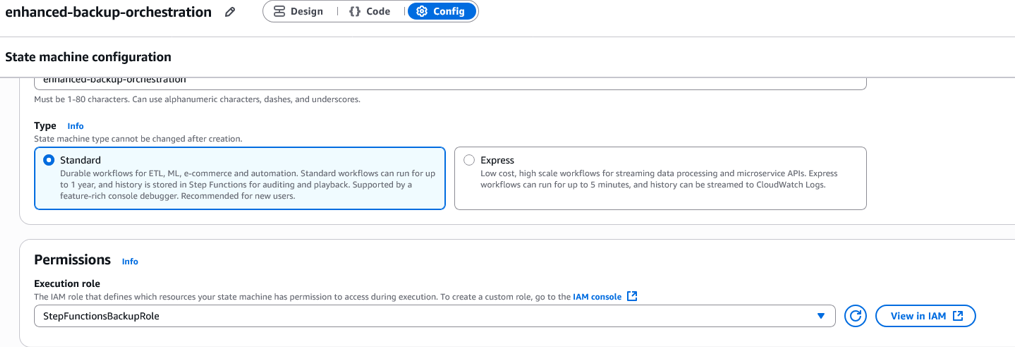 enhanced-backup-orchestration
Design
{} Code
Config
State machine configuration
enhanced-backup-orchestration
Must be 1-80 characters. Can use alphanumeric characters, dashes, and underscores.
Type Info
State machine type cannot be changed after creation.
Standard
Durable workflows for ETL, ML, e-commerce and automation. Standard workflows can run for up
to 1 year, and history is stored in Step Functions for auditing and playback. Supported by a
feature-rich console debugger. Recommended for new users.
Express
Low cost, high scale workflows for streaming data processing and microservice APIs. Express
workflows can run for up to 5 minutes, and history can be streamed to CloudWatch Logs.
Permissions Info
Execution role
The IAM role that defines which resources your state machine has permission to access during execution. To create a custom role, go to the IAM console
StepFunctionsBackupRole
View in IAM